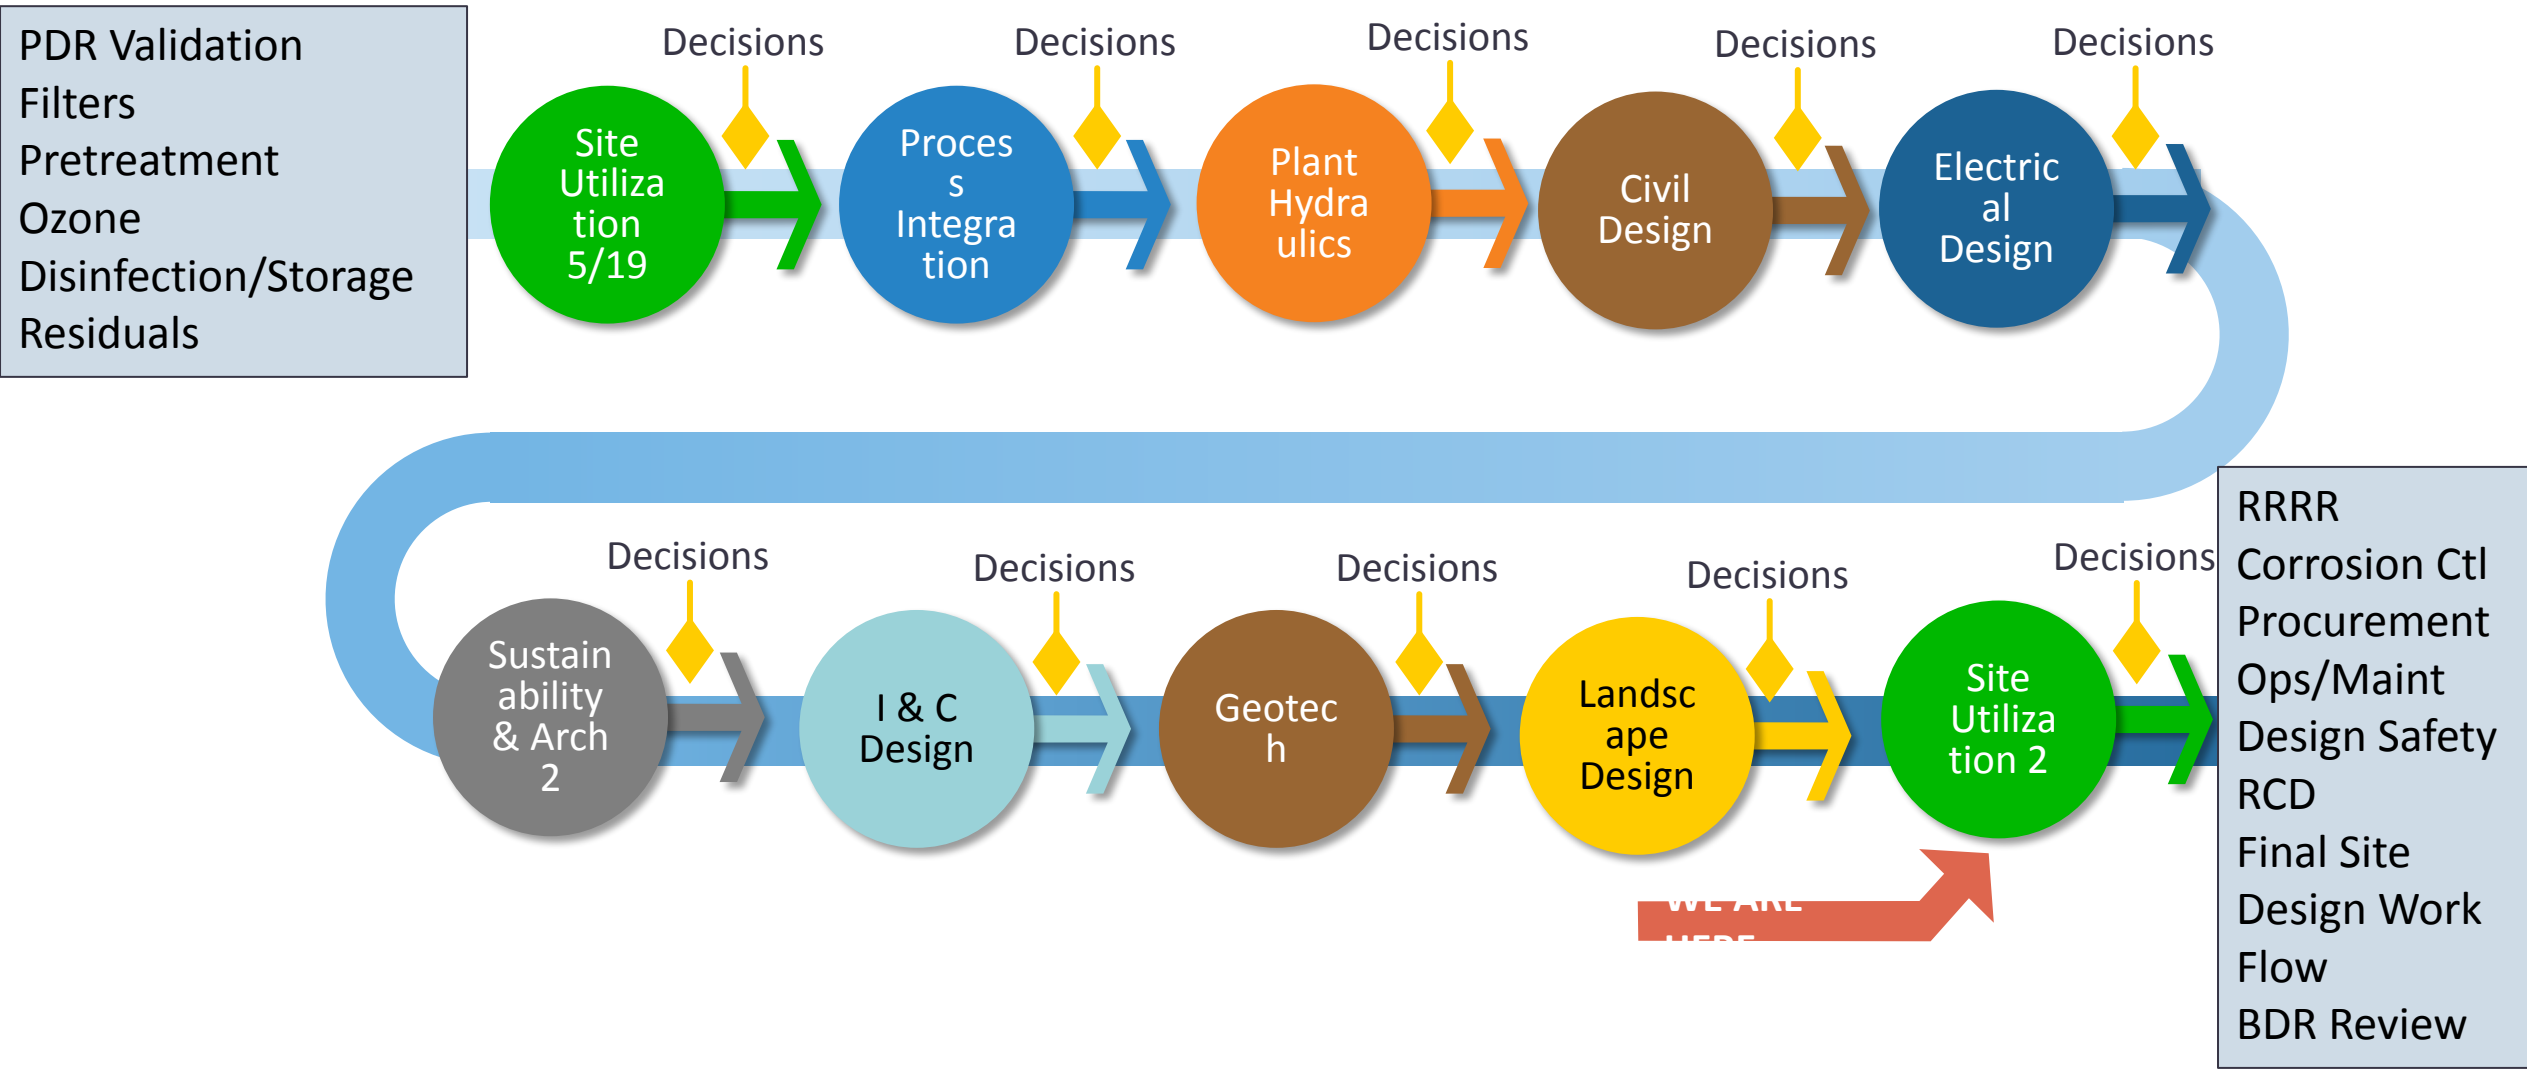 PDR Validation
Filters
Pretreatment
Ozone
Disinfection/Storage
Residuals
Decisions
Decisions
Decisions
Decisions
Decisions
Site
Utiliza
tion
5/19
Proces
s
Integra
tion
Plant
Hydra
ulics
Civil
Design
Electric
al
Design
Decisions
Decisions
Decisions
Decisions
Decisions
Sustain
ability
& Arch
2
I & C
Design
Geotec
h
Landsc
ape
Design
Site
Utiliza
tion 2
WE ARE
HERE
RRRR
Corrosion Ctl
Procurement
Ops/Maint
Design Safety
RCD
Final Site
Design Work
Flow
BDR Review